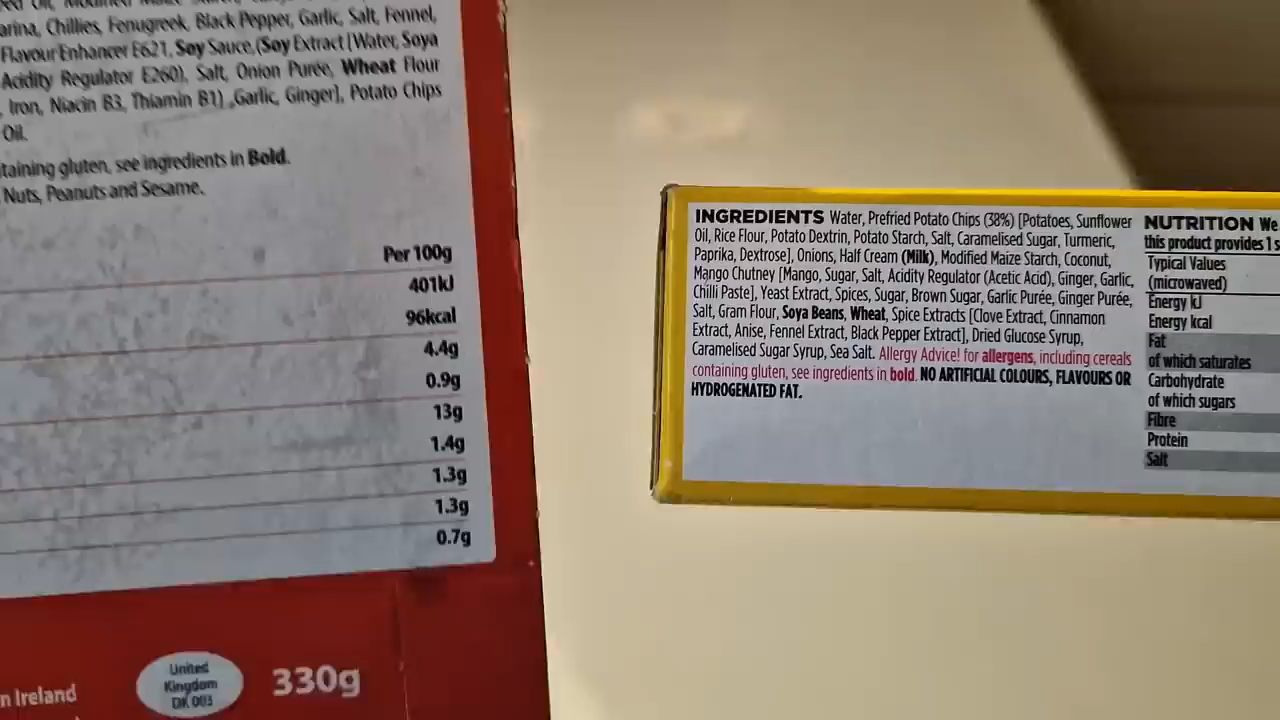 Chillies, Fenugreek, Black Pepper, Garlic, Salt, Fennel,
Flavour Enhancer E621, Soy Sauce, (Soy Extract [Water, Soya
Acidity Regulator E260), Salt, Onion Purée, Wheat Flour
Iron, Niacin B3, Thiamin B1) ,Garlic, Ginger], Potato Chips
Oil.
taining gluten, see ingredients in Bold.
Nuts, Peanuts and Sesame.
Per 100g
401kJ
96kcal
4.4g
0.9g
13g
1.4g
1.3g
1.3g
0.7g
n Ireland
United
Kingdom
DK 003
330g
INGREDIENTS Water, Prefried Potato Chips (38%) [Potatoes, Sunflower
Oil, Rice Flour, Potato Dextrin, Potato Starch, Salt, Caramelised Sugar, Turmeric,
Paprika, Dextrose], Onions, Half Cream (Milk), Modified Maize Starch, Coconut,
Mango Chutney [Mango, Sugar, Salt, Acidity Regulator (Acetic Acid), Ginger, Garlic,
Chilli Paste], Yeast Extract, Spices, Sugar, Brown Sugar, Garlic Purée, Ginger Purée,
Salt, Gram Flour, Soya Beans, Wheat, Spice Extracts [Clove Extract, Cinnamon
Extract, Anise, Fennel Extract, Black Pepper Extract], Dried Glucose Syrup,
Caramelised Sugar Syrup, Sea Salt. Allergy Advice! for allergens, including cereals
containing gluten, see ingredients in bold. NO ARTIFICIAL COLOURS, FLAVOURS OR
HYDROGENATED FAT.
NUTRITION We
this product provides 1 s
Typical Values
(microwaved)
Energy kJ
Energy kcal
Fat
of which saturates
Carbohydrate
of which sugars
Fibre
Protein
Salt